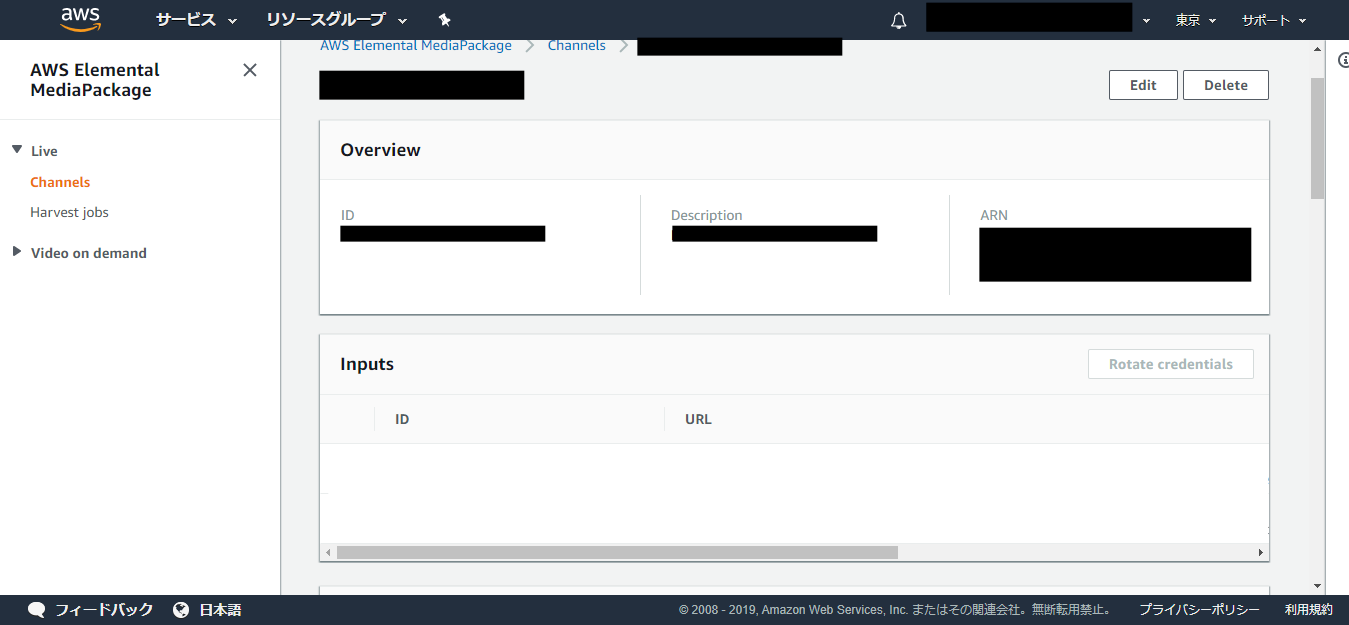 aws サービス リソースグループ 東京 サポート
AWS Elemental MediaPackage
AWS Elemental MediaPackage Channels
Edit Delete
Live
Channels
Harvest jobs
Video on demand
Overview
ID Description ARN
Inputs Rotate credentials
ID URL
フィードバック 日本語 © 2008 - 2019, Amazon Web Services, Inc. またはその関連会社。無断転用禁止。 プライバシーポリシー 利用規約